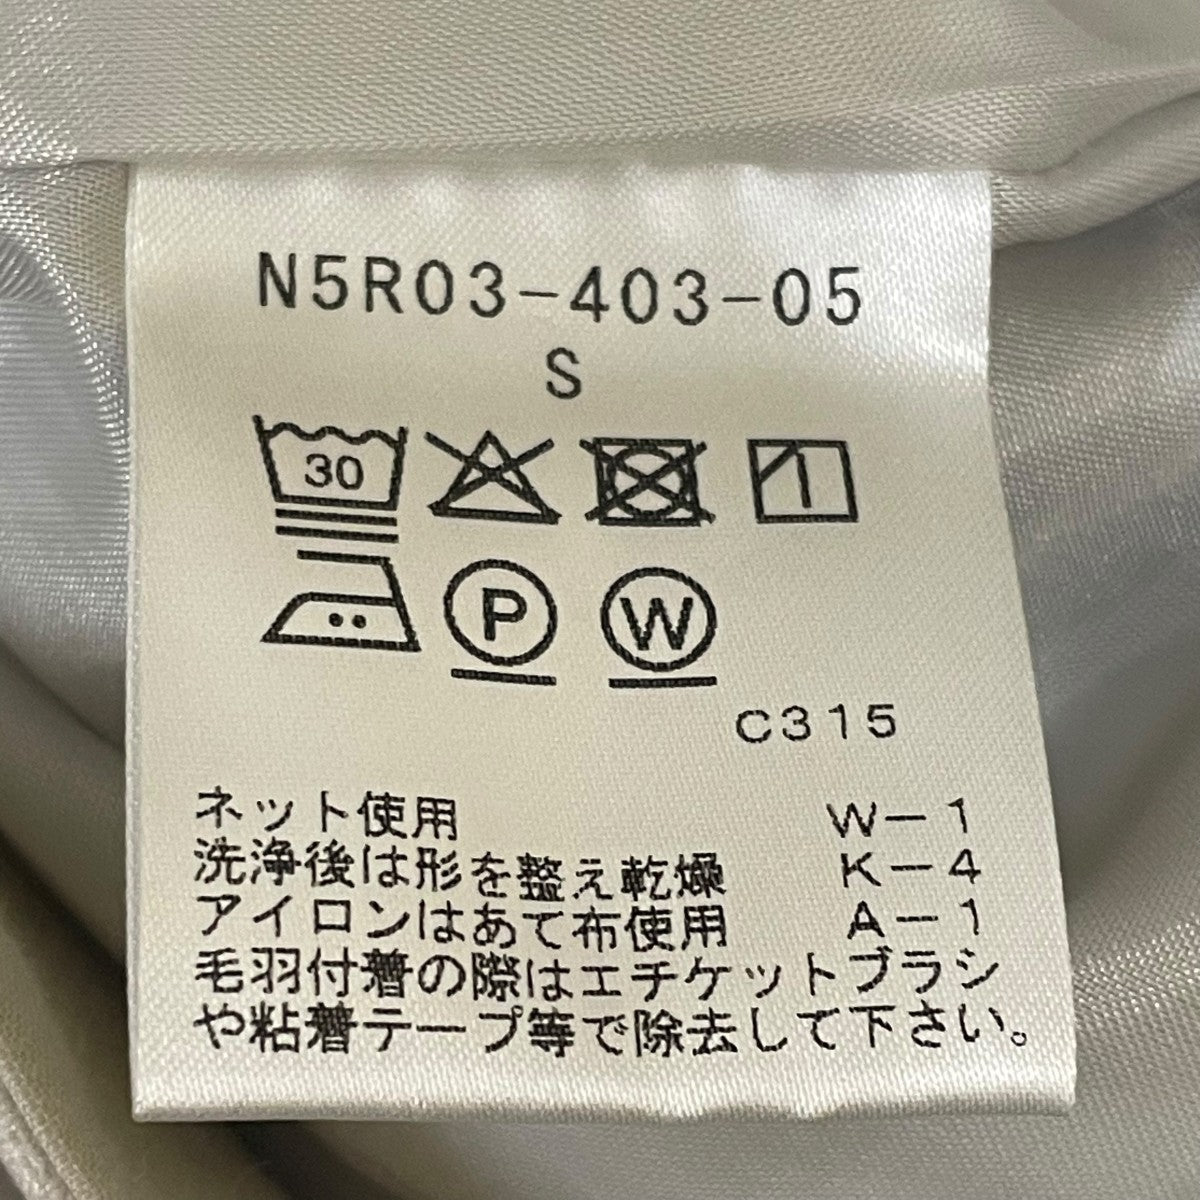 N5R03-403-05
S
30
P W
C315
ネット使用 W-1
洗浄後は形を整え乾燥 K-4
アイロンはあて布使用 A-1
毛羽付着の際はエチケットブラシ
や粘着テープ等で除去して下さい。